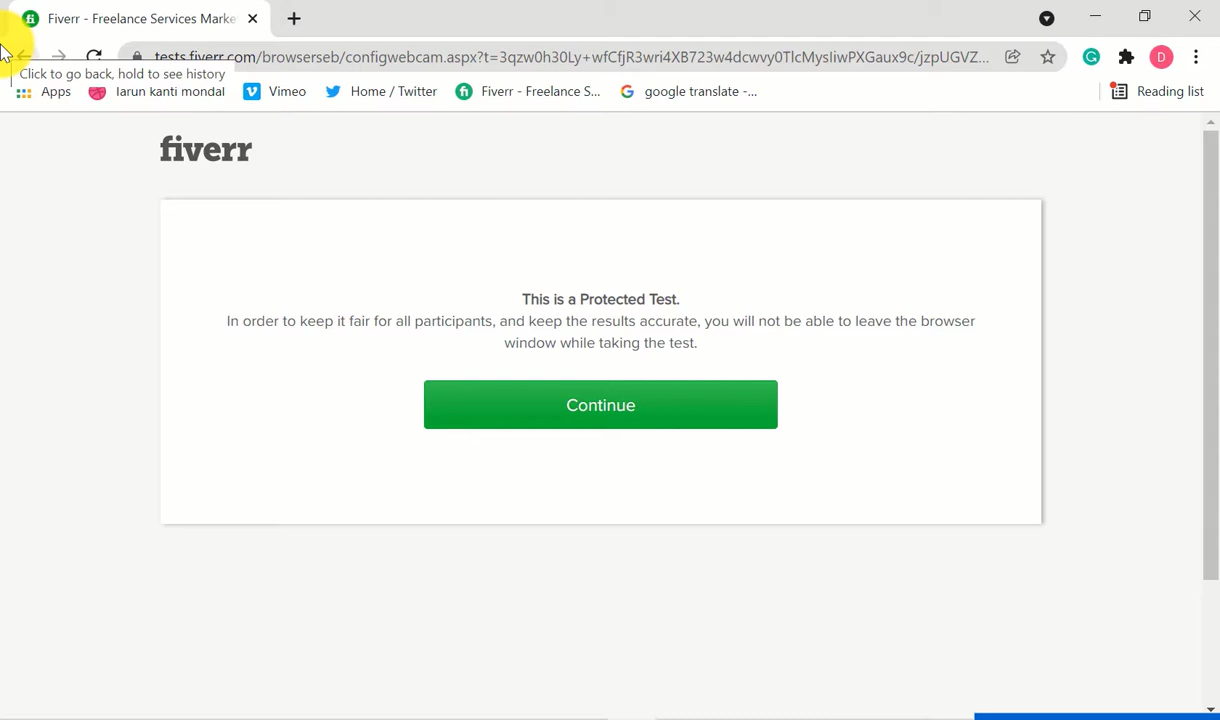 Fiverr - Freelance Services Marke
tests.fiverr.com/browserseb/configwebcam.aspx?t=3qzw0h30Ly+wfCfjR3wri4XB723w4dcwvy0TlcMysIiwPXGaux9c/jzpUGVZ...
G
D
Click to go back, hold to see history
Apps
larun kanti mondal
Vimeo
Home / Twitter
fi
Fiverr - Freelance S...
G
google translate -...
Reading list
fiverr
This is a Protected Test.
In order to keep it fair for all participants, and keep the results accurate, you will not be able to leave the browser
window while taking the test.
Continue